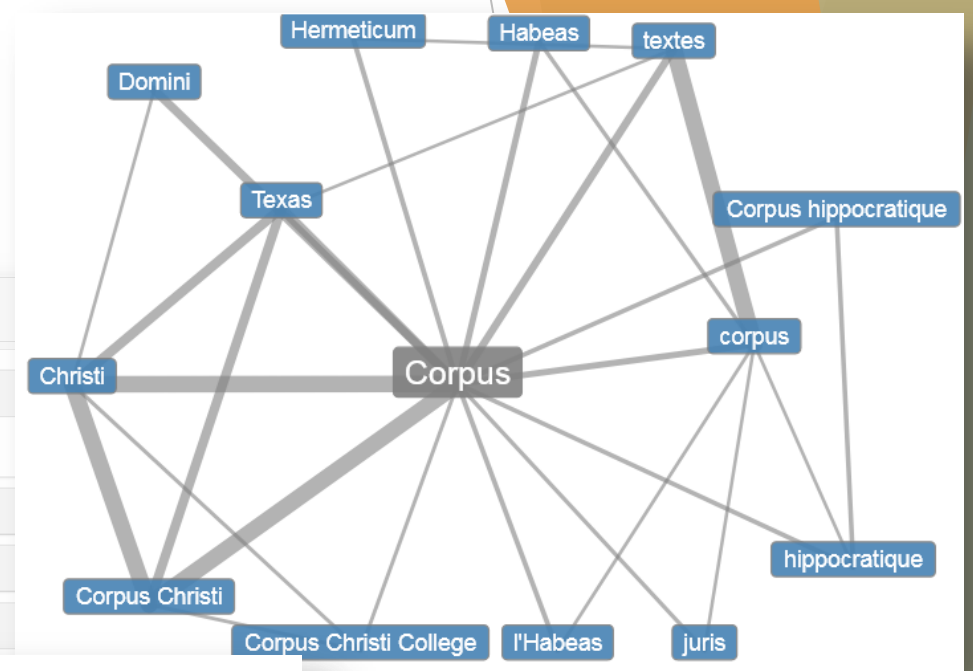 Hermeticum
Habeas
textes
Domini
Texas
Corpus hippocratique
corpus
Christi
Corpus
hippocratique
Corpus Christi
Corpus Christi College
l'Habeas
juris